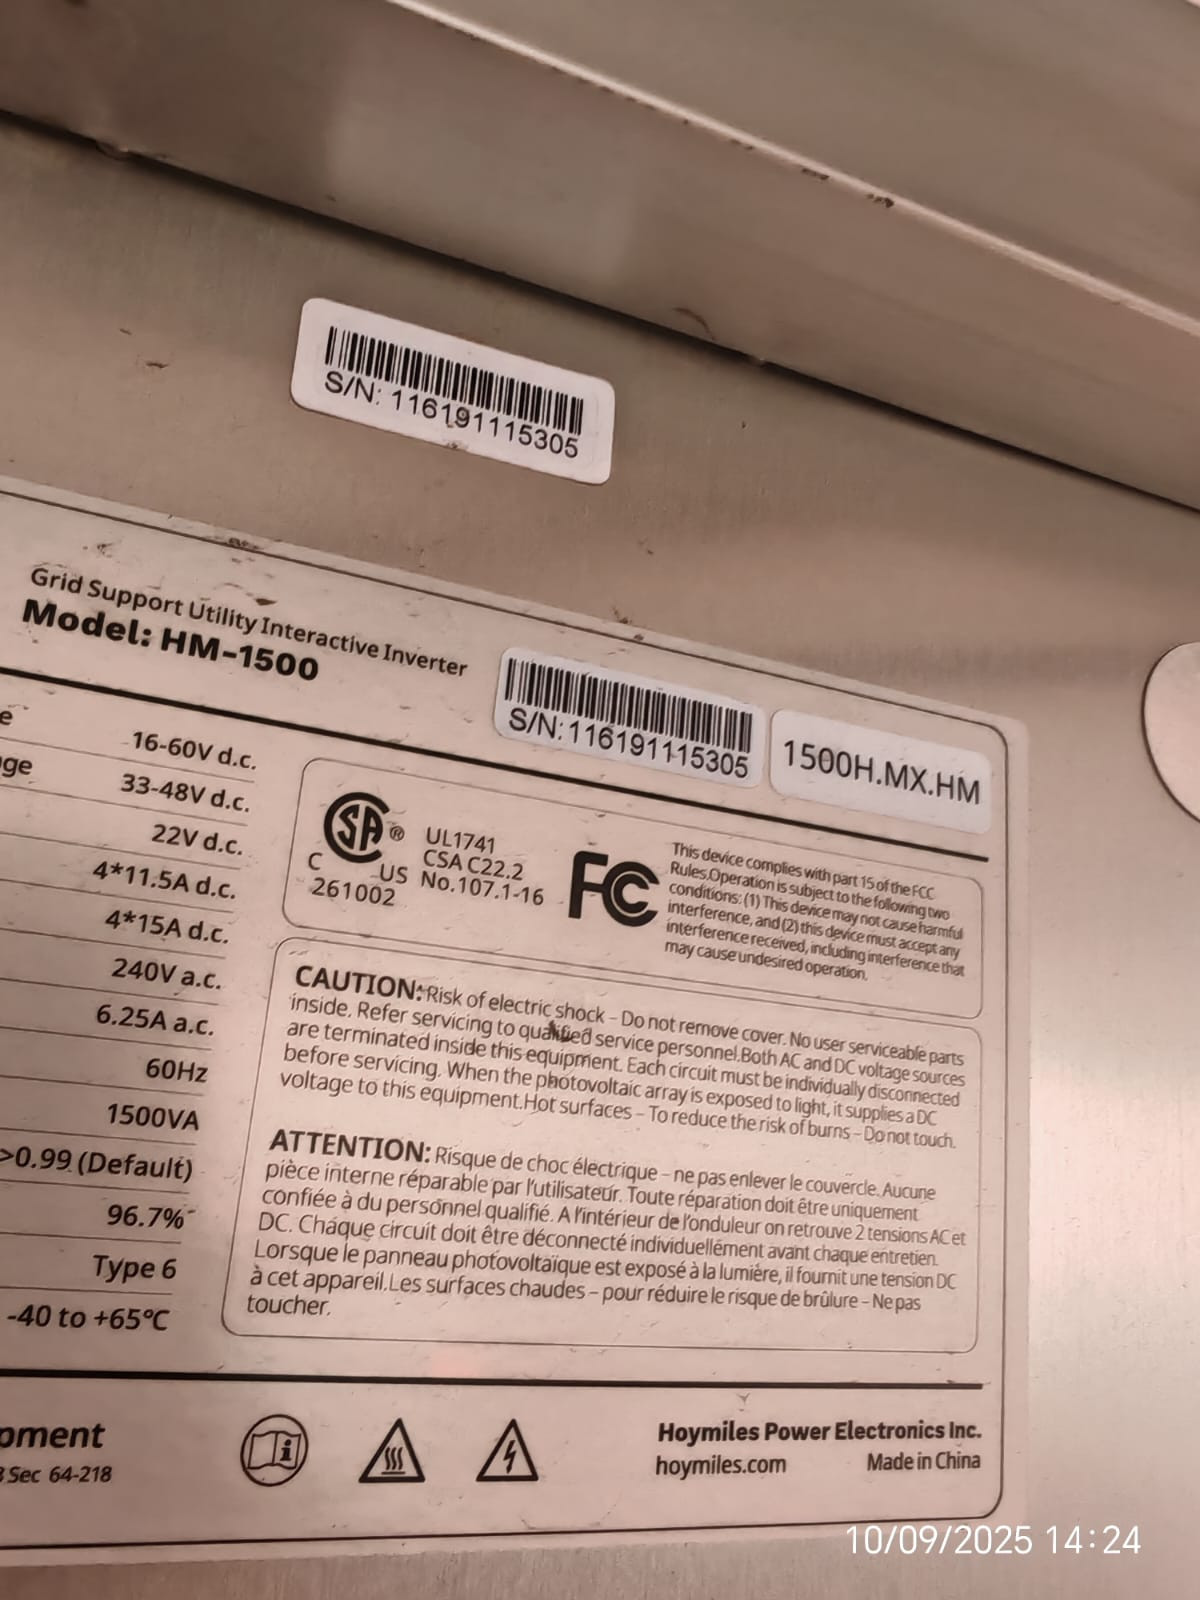 S/N: 116191115305
Grid Support Utility Interactive Inverter
Model: HM-1500
S/N: 116191115305
1500H.MX.HM
16-60V d.c.
33-48V d.c.
22V d.c.
4*11.5A d.c.
4*15A d.c.
240V a.c.
6.25A a.c.
60Hz
1500VA
>0.99 (Default)
96.7%
Type 6
-40 to +65°C
SA®
C US
261002
UL1741
CSA C22.2
No.107.1-16
FC
This device complies with part 15 of the FCC
Rules.Operation is subject to the following two
conditions: (1) This device may not cause harmful
interference, and (2) this device must accept any
interference received, including interference that
may cause undesired operation.
CAUTION: Risk of electric shock – Do not remove cover. No user serviceable parts
inside. Refer servicing to qualified service personnel.Both AC and DC voltage sources
are terminated inside this equipment. Each circuit must be individually disconnected
before servicing. When the photovoltaic array is exposed to light, it supplies a DC
voltage to this equipment.Hot surfaces – To reduce the risk of burns – Do not touch.
ATTENTION: Risque de choc électrique – ne pas enlever le couvercle. Aucune
pièce interne réparable par l'utilisateur. Toute réparation doit être uniquement
confiée à du personnel qualifié. A l'intérieur de l'onduleur on retrouve 2 tensions AC et
DC. Chaque circuit doit être déconnecté individuellément avant chaque entretien.
Lorsque le panneau photovoltaïque est exposé à la lumière, il fournit une tension DC
à cet appareil.Les surfaces chaudes – pour réduire le risque de brûlure – Ne pas
toucher.
Sec 64-218
Hoymiles Power Electronics Inc.
hoymiles.com Made in China
10/09/2025 14:24